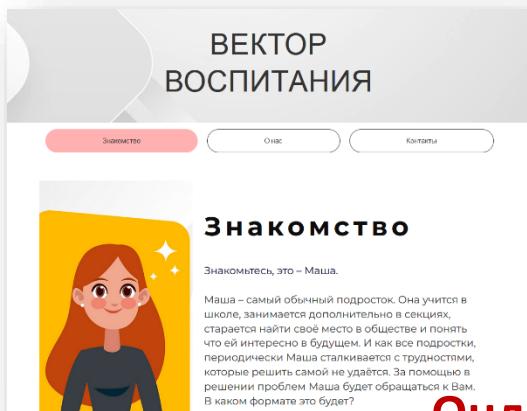 ВЕКТОР
ВОСПИТАНИЯ
Знакомство
О нас
Контакты
Знакомство
Знакомьтесь, это – Маша.
Маша – самый обычный подросток. Она учится в
школе, занимается дополнительно в секциях,
старается найти своё место в обществе и понять
что ей интересно в будущем. И как все подростки,
периодически Маша сталкивается с трудностями,
которые решить самой не удаётся. За помощью в
решении проблем Маша будет обращаться к Вам.
В каком формате это будет?